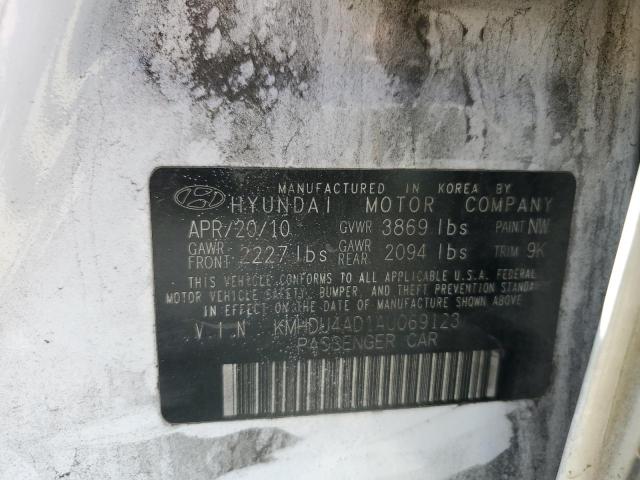 MANUFACTURED IN KOREA BY
HYUNDAI MOTOR COMPANY
APR/20/10 GVWR 3869 lbs PAINT NW
GAWR FRONT 2227 lbs GAWR REAR 2094 lbs TRIM 9K
THIS VEHICLE CONFORMS TO ALL APPLICABLE U.S.A. FEDERAL
MOTOR VEHICLE SAFETY, BUMPER, AND THEFT PREVENTION STANDARDS
IN EFFECT ON THE DATE OF MANUFACTURE SHOWN ABOVE.
V I N KMHDU4AD1AU069123
PASSENGER CAR